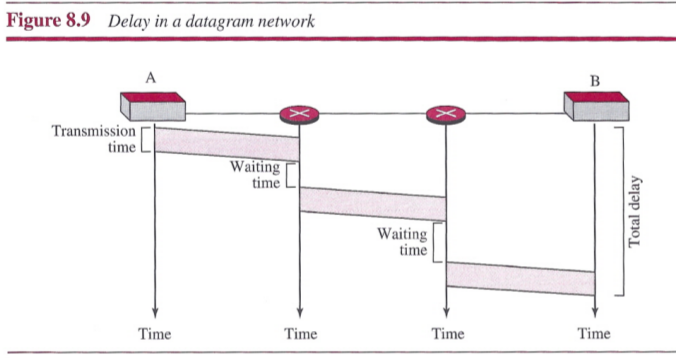 Figure 8.9 Delay in a datagram network
A
B
Transmission
time
Waiting
time
Waiting
time
Total delay
Time
Time
Time
Time